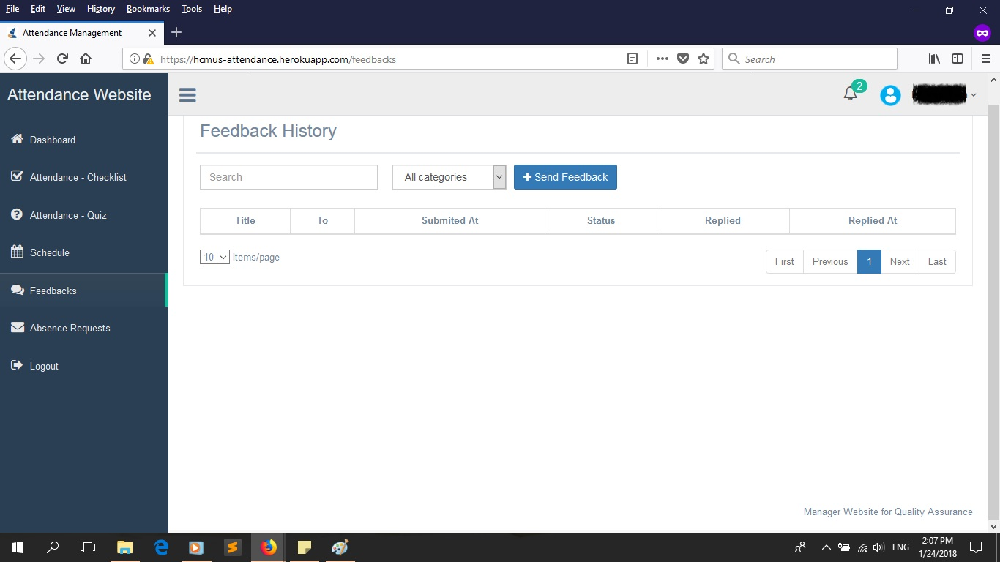 File Edit View History Bookmarks Tools Help
Attendance Management
https://hcmus-attendance.herokuapp.com/feedbacks
Search
Attendance Website
2
Dashboard
Attendance - Checklist
Attendance - Quiz
Schedule
Feedbacks
Absence Requests
Logout
Feedback History
Search
All categories
Send Feedback
Title To Submited At Status Replied Replied At
10 Items/page
First Previous 1 Next Last
Manager Website for Quality Assurance
ENG
2:07 PM
1/24/2018